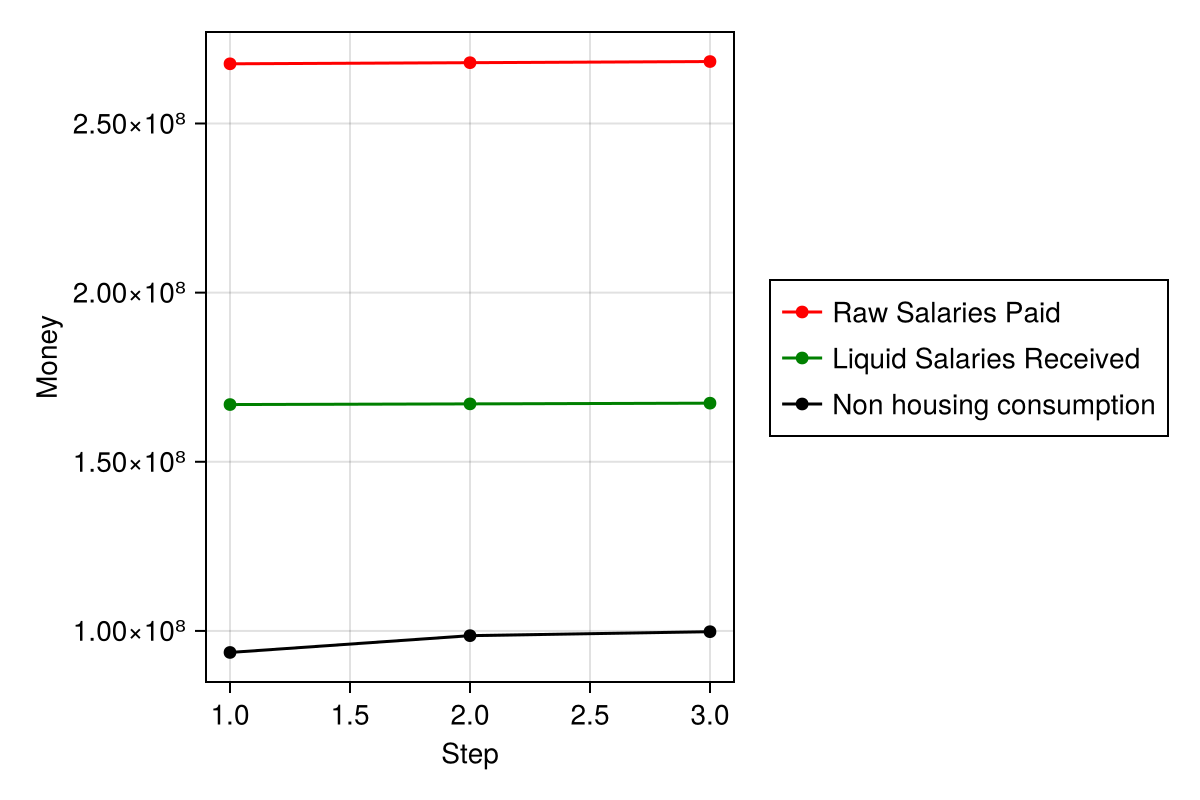 2.50×10⁸
2.00×10⁸
1.50×10⁸
1.00×10⁸
Money
1.0 1.5 2.0 2.5 3.0
Step
Raw Salaries Paid
Liquid Salaries Received
Non housing consumption